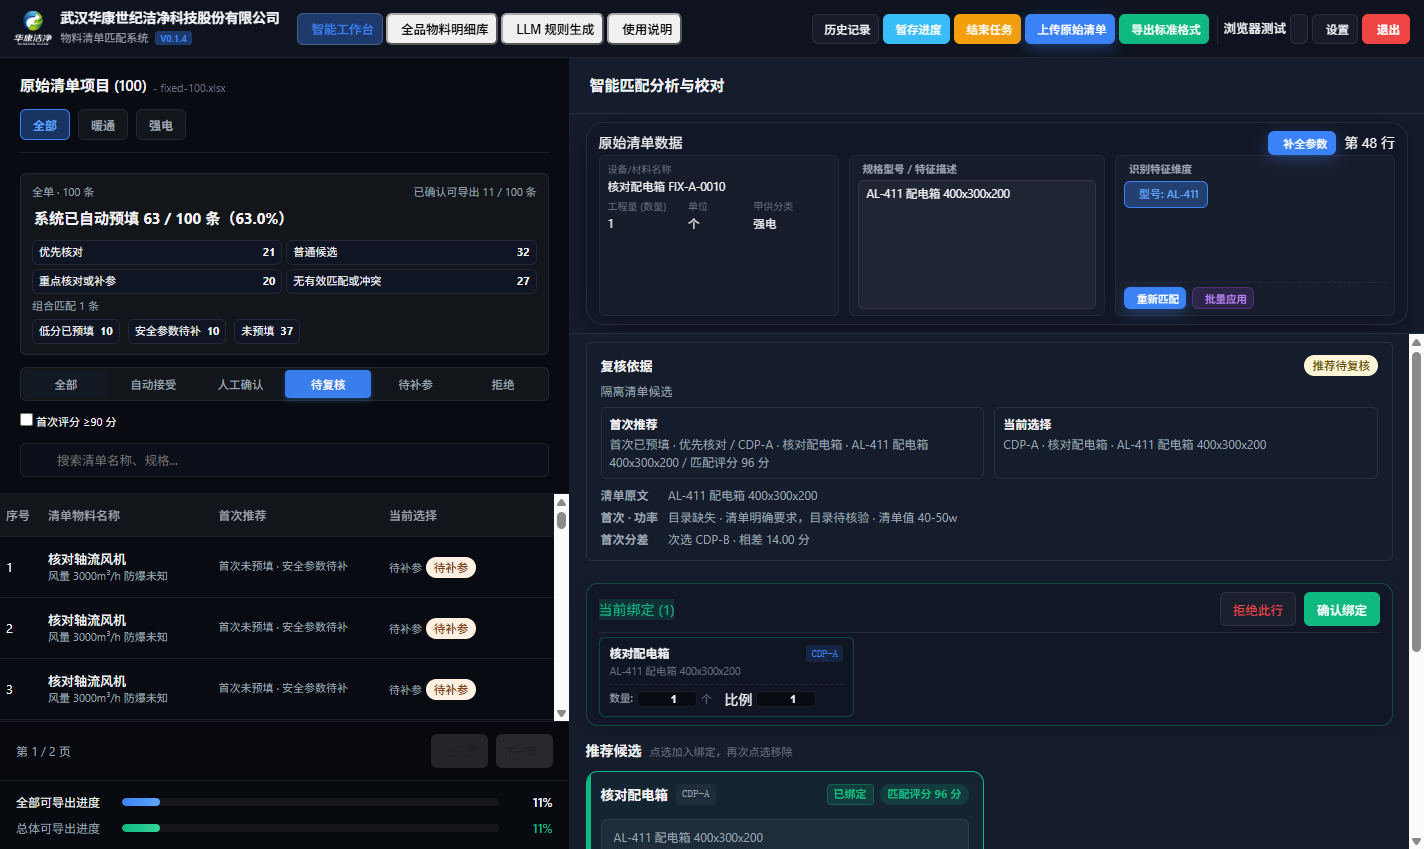 武汉华康世纪洁净科技股份有限公司
物料清单匹配系统 V0.1.4
华康洁净
智能工作台
全品物料明细库
LLM 规则生成
使用说明
历史记录
暂存进度
结束任务
上传原始清单
导出标准格式
浏览器测试
设置
退出
原始清单项目 (100) - fixed-100.xlsx
全部
暖通
强电
全单 · 100 条
已确认可导出 11 / 100 条
系统已自动预填 63 / 100 条（63.0%）
优先核对 21
普通候选 32
重点核对或补参 20
无有效匹配或冲突 27
组合匹配 1 条
低分已预填 10
安全参数待补 10
未预填 37
全部
自动接受
人工确认
待复核
待补参
拒绝
首次评分 ≥90 分
搜索清单名称、规格...
序号 清单物料名称 首次推荐 当前选择
1 核对轴流风机 首次未预填 · 安全参数待补 待补参 待补参
风量 3000m³/h 防爆未知
2 核对轴流风机 首次未预填 · 安全参数待补 待补参 待补参
风量 3000m³/h 防爆未知
3 核对轴流风机 首次未预填 · 安全参数待补 待补参 待补参
风量 3000m³/h 防爆未知
第 1 / 2 页
全部可导出进度 11%
总体可导出进度 11%
智能匹配分析与校对
原始清单数据
补全参数
第 48 行
设备/材料名称
核对配电箱 FIX-A-0010
工程量 (数量) 单位 甲供分类
1 个 强电
规格型号 / 特征描述
AL-411 配电箱 400x300x200
识别特征维度
型号: AL-411
重新匹配
批量应用
复核依据
推荐待复核
隔离清单候选
首次推荐
首次已预填 · 优先核对 / CDP-A · 核对配电箱 · AL-411 配电箱
400x300x200 / 匹配评分 96 分
当前选择
CDP-A · 核对配电箱 · AL-411 配电箱 400x300x200
清单原文 AL-411 配电箱 400x300x200
首次 · 功率 目录缺失 · 清单明确要求，目录待核验 · 清单值 40-50w
首次分差 次选 CDP-B · 相差 14.00 分
当前绑定 (1)
拒绝此行
确认绑定
核对配电箱 CDP-A
AL-411 配电箱 400x300x200
数量: 1 个 比例 1
推荐候选 点选加入绑定，再次点选移除
核对配电箱 CDP-A 已绑定 匹配评分 96 分
AL-411 配电箱 400x300x200